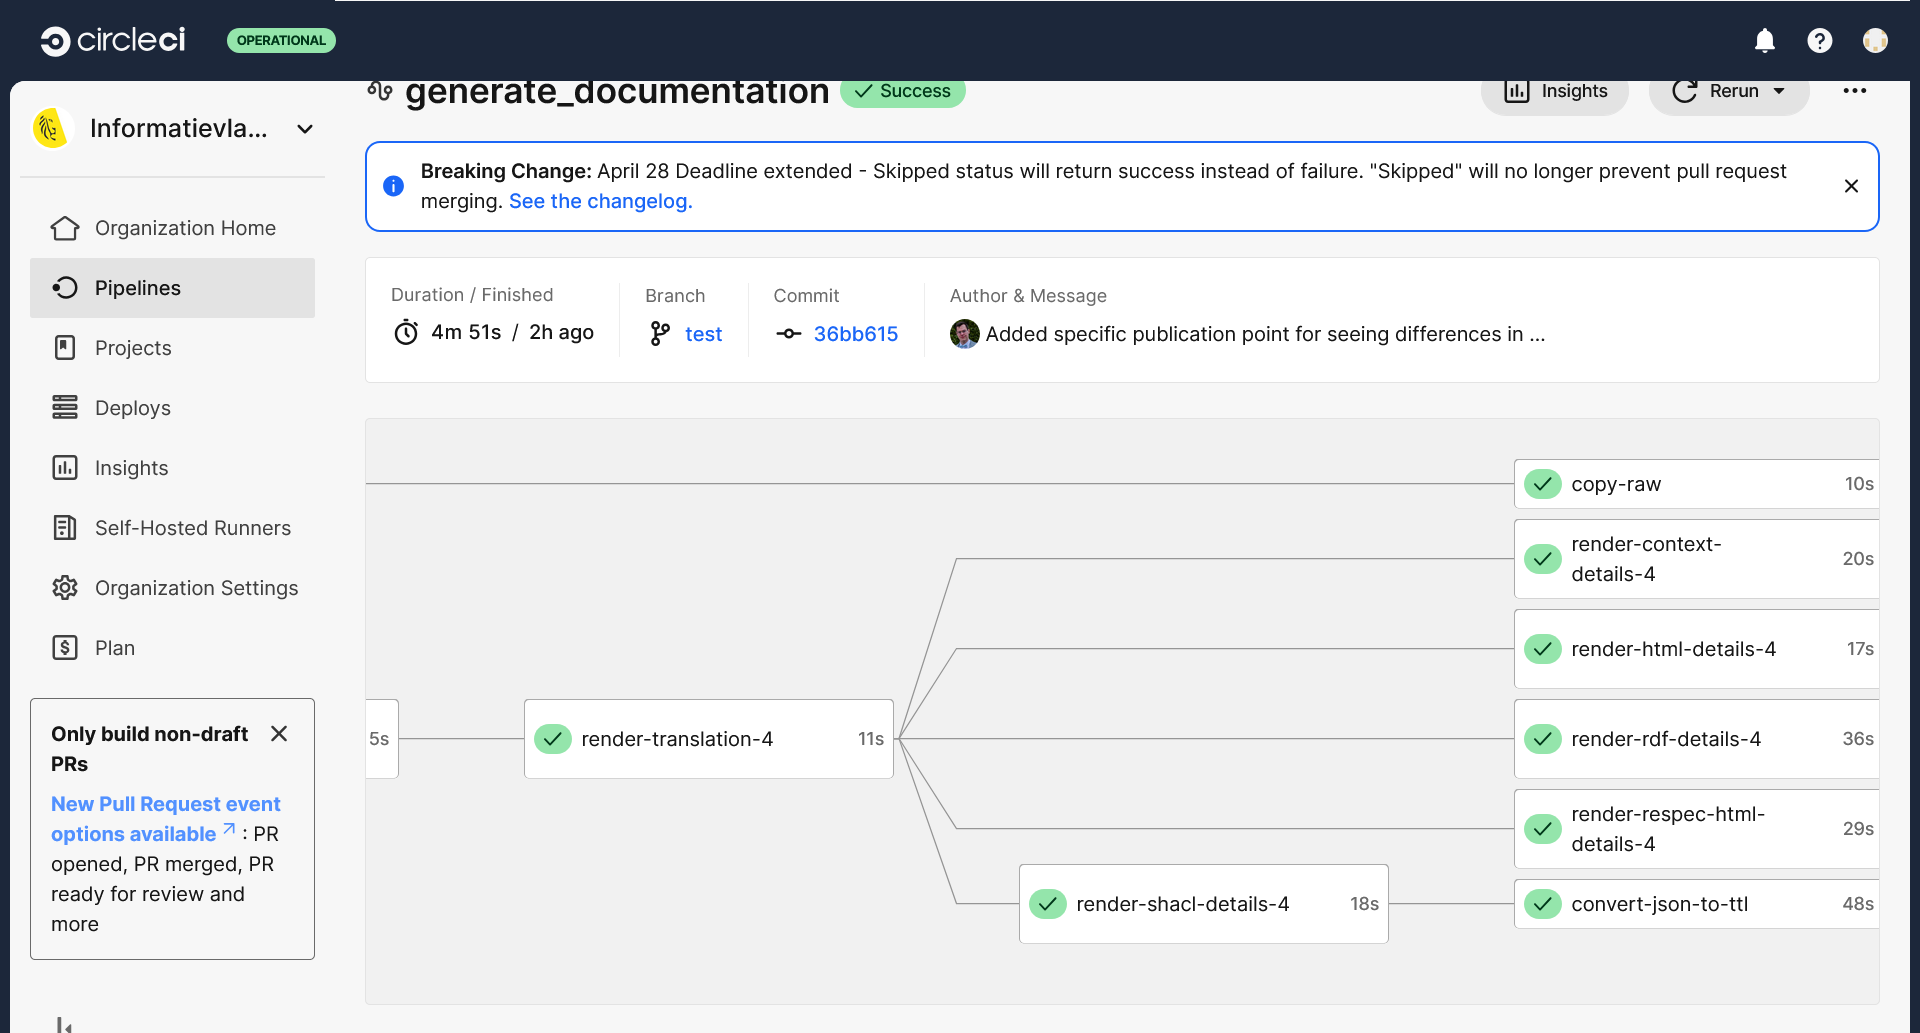 circleci
OPERATIONAL
Informatievla...
Organization Home
Pipelines
Projects
Deploys
Insights
Self-Hosted Runners
Organization Settings
Plan
Only build non-draft
PRs
New Pull Request event
options available : PR
opened, PR merged, PR
ready for review and
more
generate_documentation
Success
Insights
Rerun
Breaking Change: April 28 Deadline extended - Skipped status will return success instead of failure. "Skipped" will no longer prevent pull request
merging. See the changelog.
Duration / Finished
4m 51s / 2h ago
Branch
test
Commit
36bb615
Author & Message
Added specific publication point for seeing differences in ...
5s
render-translation-4 11s
render-shacl-details-4 18s
copy-raw 10s
render-context-
details-4
20s
render-html-details-4 17s
render-rdf-details-4 36s
render-respec-html-
details-4
29s
convert-json-to-ttl 48s